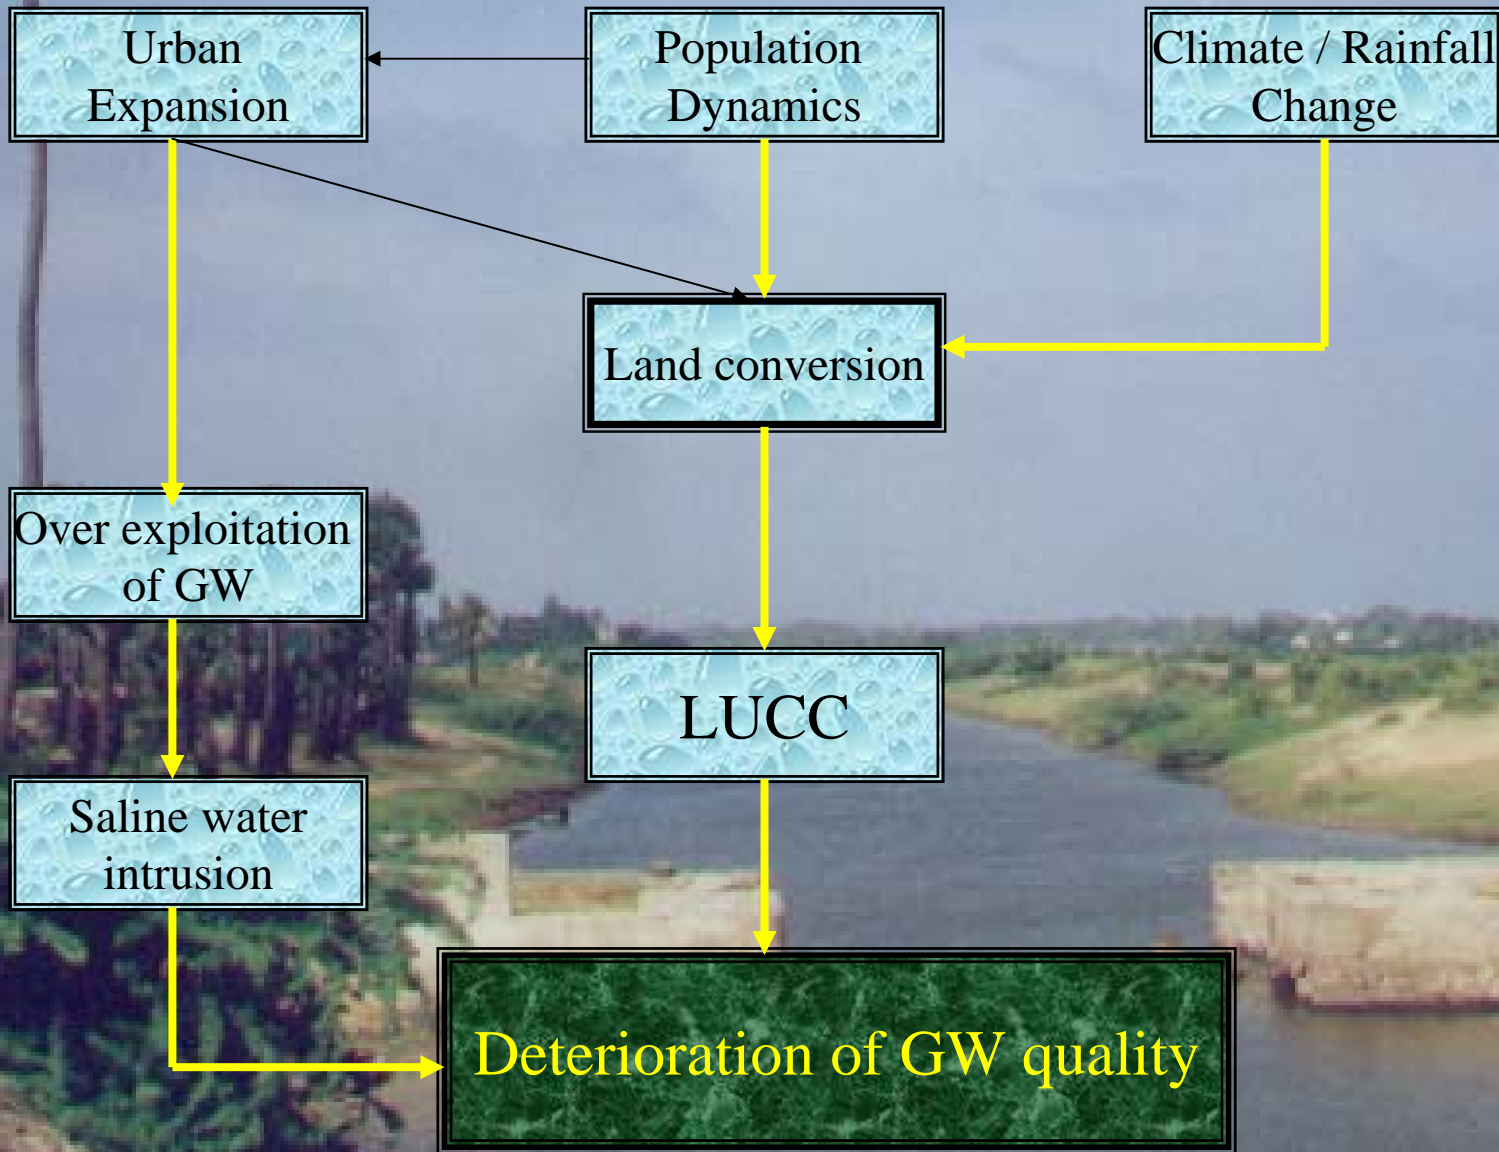 Urban
Expansion
Population
Dynamics
Climate / Rainfall
Change
Land conversion
Over exploitation
of GW
LUCC
Saline water
intrusion
Deterioration of GW quality